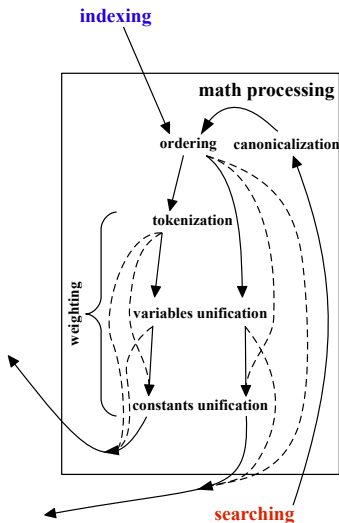 indexing
math processing
ordering
canonicalization
tokenization
weighting
variables unification
constants unification
searching